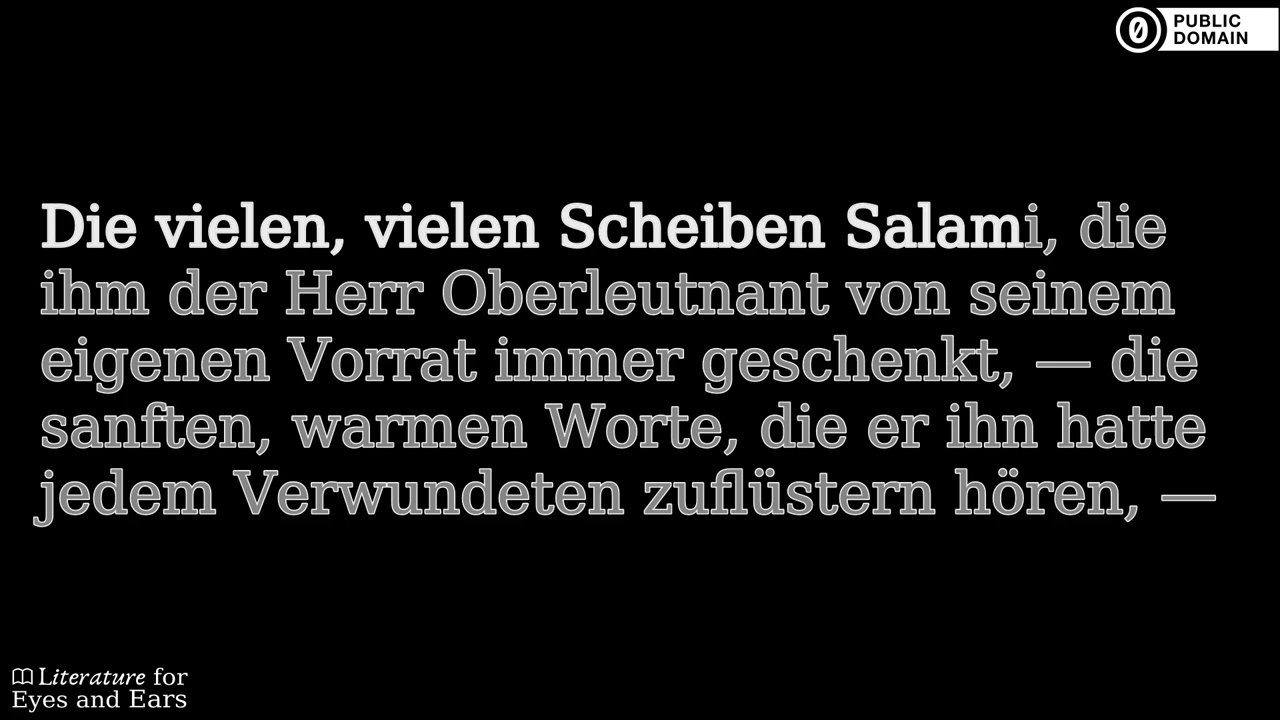 PUBLIC
DOMAIN
Die vielen, vielen Scheiben Salami, die
ihm der Herr Oberleutnant von seinem
eigenen Vorrat immer geschenkt, — die
sanften, warmen Worte, die er ihn hatte
jedem Verwundeten zuflüstern hören, —
Literature for
Eyes and Ears